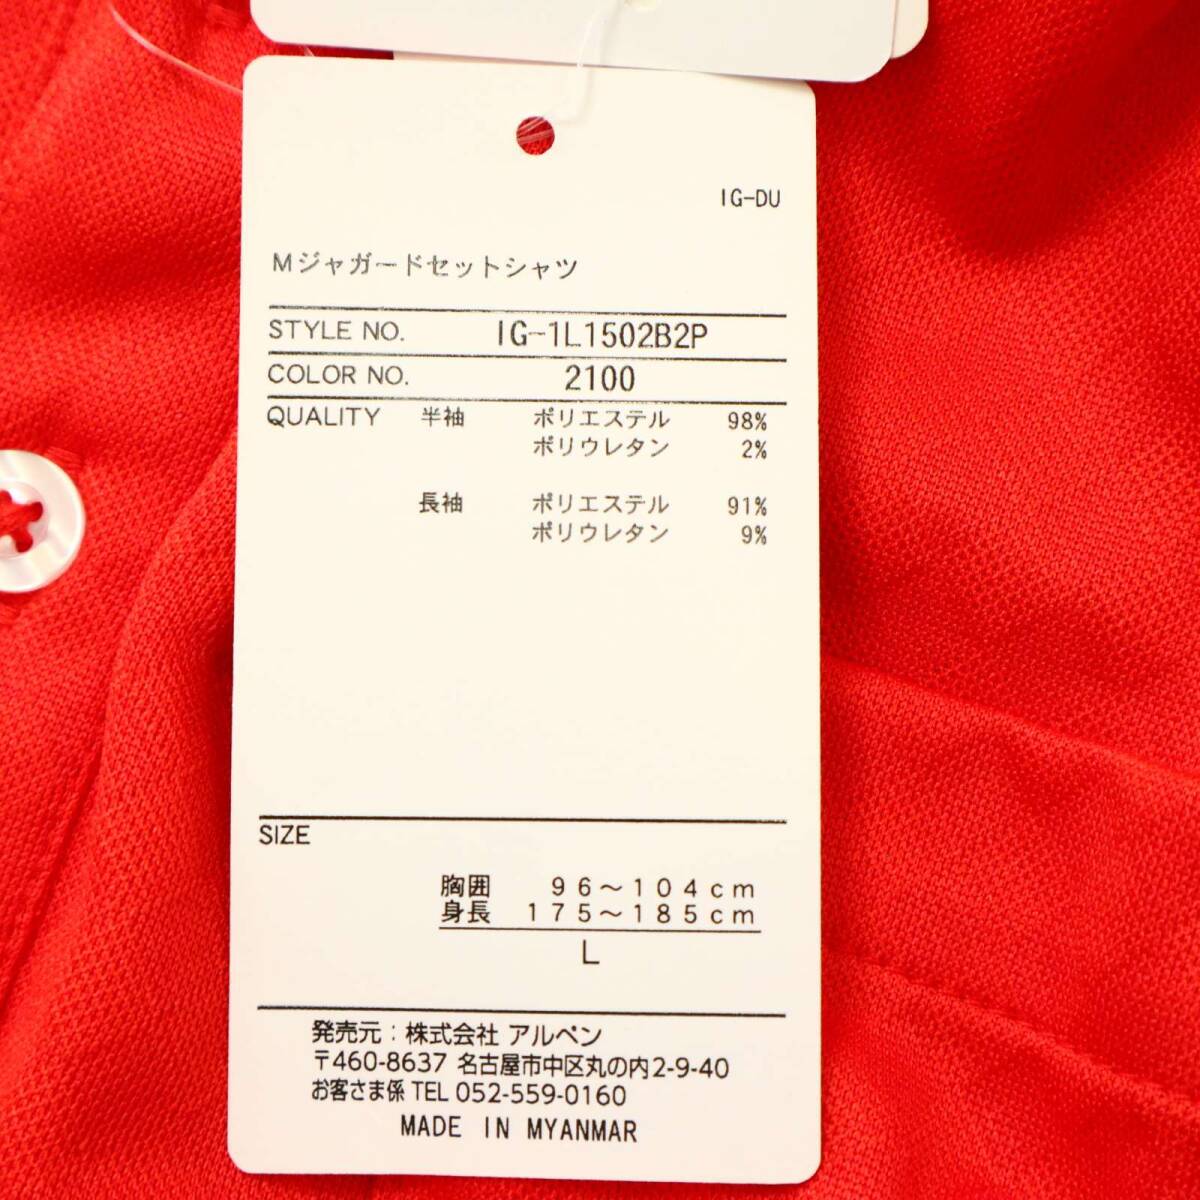 IG-DU
Mジャガードセットシャツ
STYLE NO. IG-1L1502B2P
COLOR NO. 2100
QUALITY 半袖 ポリエステル 98%
ポリウレタン 2%
長袖 ポリエステル 91%
ポリウレタン 9%
SIZE
胸囲 96～104cm
身長 175～185cm
L
発売元：株式会社 アルペン
〒460-8637 名古屋市中区丸の内2-9-40
お客さま係 TEL 052-559-0160
MADE IN MYANMAR